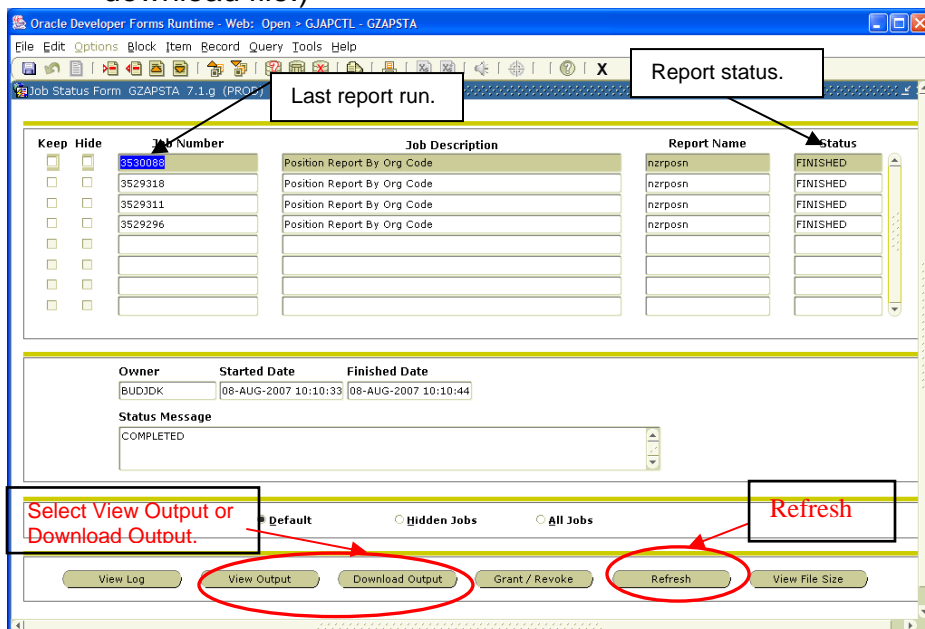 download file.)
Oracle Developer Forms Runtime - Web: Open > GJAPCTL - GZAPSTA
File Edit Options Block Item Record Query Tools Help
Job Status Form GZAPSTA 7.1.g (PROD)
Last report run.
Report status.
Keep Hide Job Number Job Description Report Name Status
3530088 Position Report By Org Code nzrposn FINISHED
3529318 Position Report By Org Code nzrposn FINISHED
3529311 Position Report By Org Code nzrposn FINISHED
3529296 Position Report By Org Code nzrposn FINISHED
Owner Started Date Finished Date
BUDJDK 08-AUG-2007 10:10:33 08-AUG-2007 10:10:44
Status Message
COMPLETED
Select View Output or
Download Output.
Default Hidden Jobs All Jobs
Refresh
View Log View Output Download Output Grant / Revoke Refresh View File Size